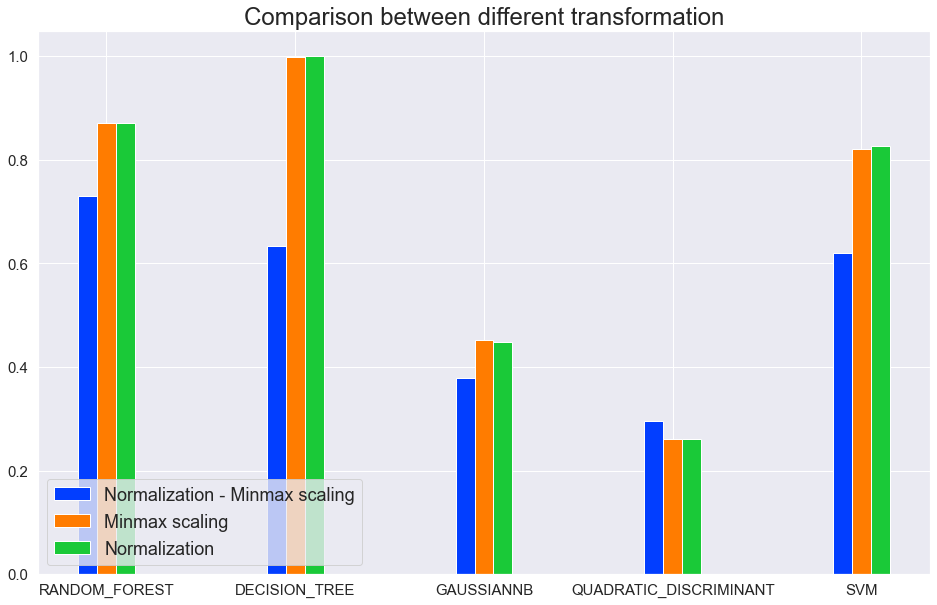 Comparison between different transformation
1.0
0.8
0.6
0.4
0.2
0.0
Normalization - Minmax scaling
Minmax scaling
Normalization
RANDOM_FOREST DECISION_TREE GAUSSIANNB QUADRATIC_DISCRIMINANT SVM